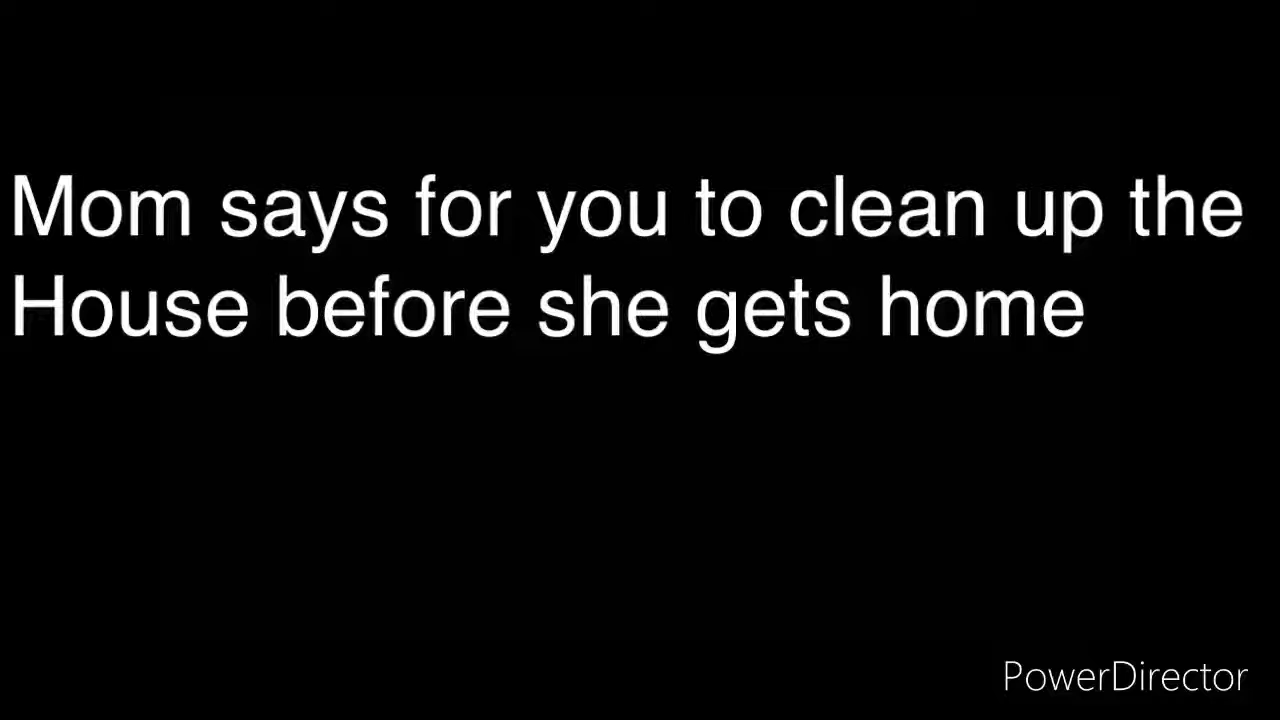 Mom says for you to clean up the
House before she gets home
PowerDirector